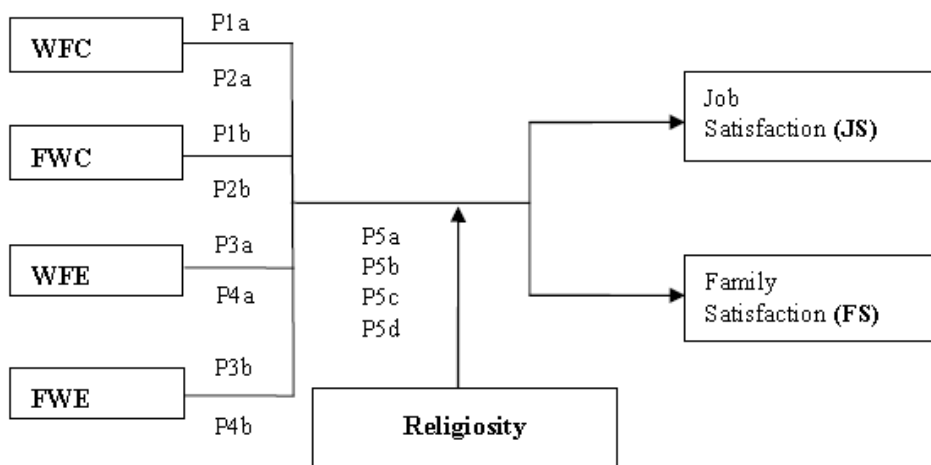 P1a
WFC
P2a
P1b
FWC
P2b
P3a
WFE
P4a
P3b
FWE
P4b
P5a
P5b
P5c
P5d
Religiosity
Job
Satisfaction (JS)
Family
Satisfaction (FS)